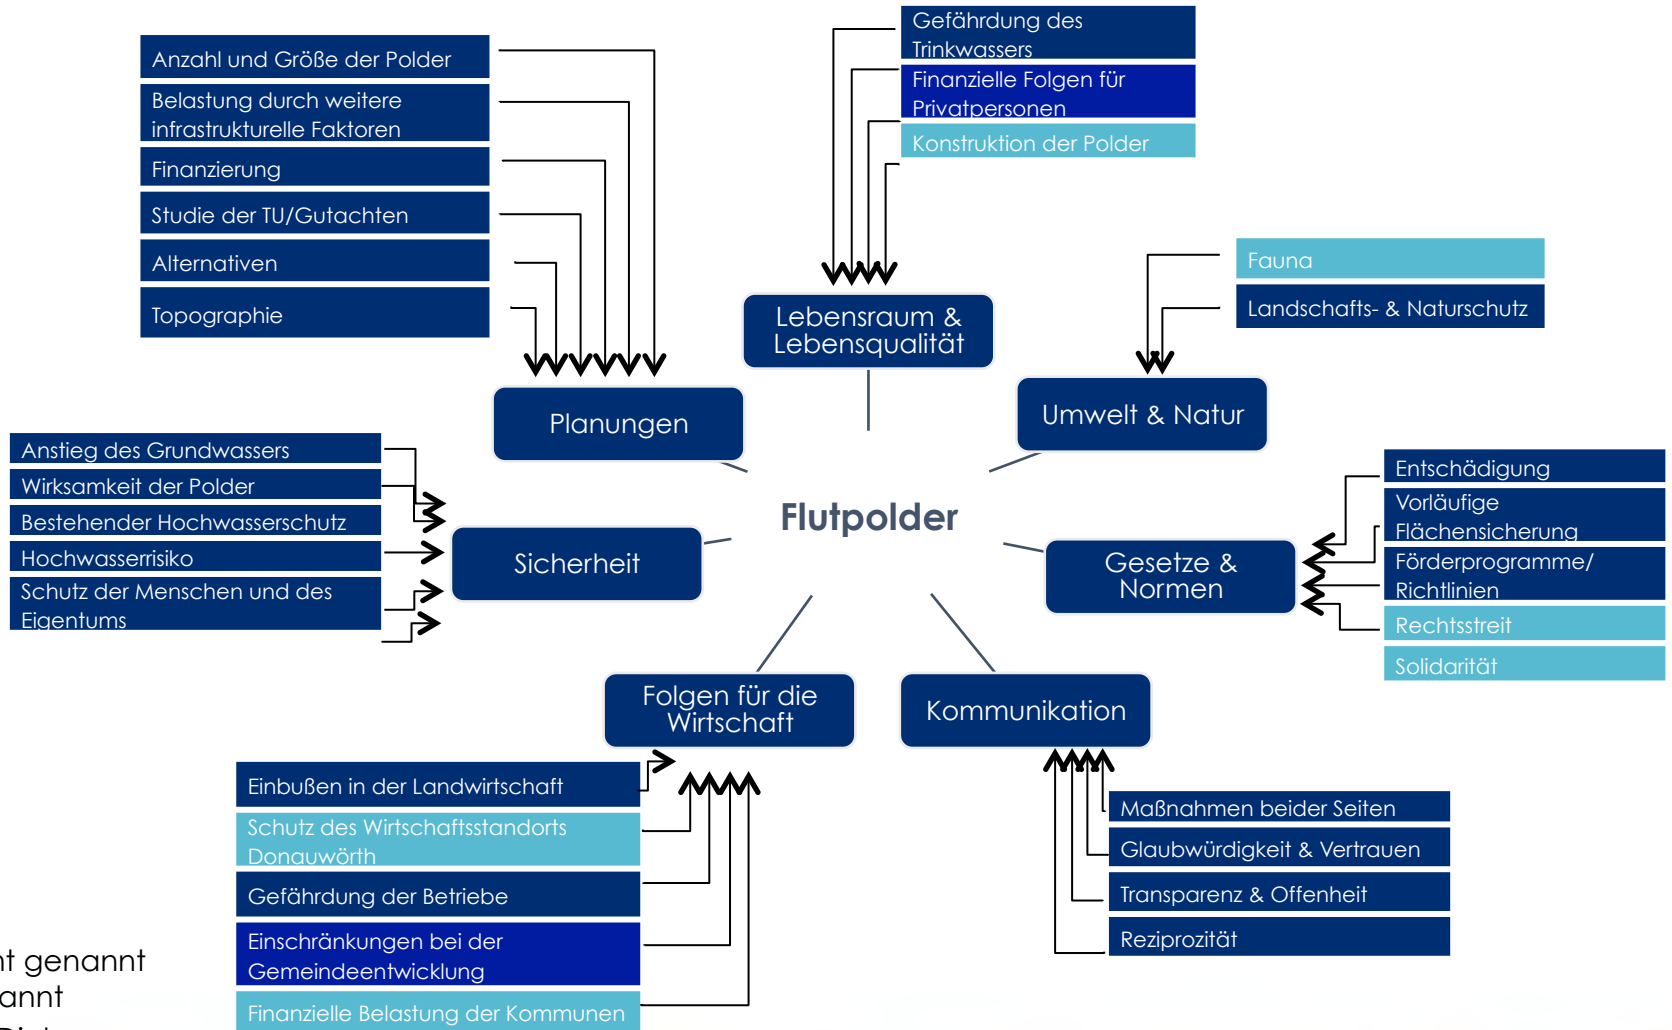 Gefährdung des
Trinkwassers
Finanzielle Folgen für
Privatpersonen
Konstruktion der Polder
Anzahl und Größe der Polder
Belastung durch weitere
infrastrukturelle Faktoren
Finanzierung
Studie der TU/Gutachten
Alternativen
Topographie
Fauna
Landschafts- & Naturschutz
Lebensraum &
Lebensqualität
Planungen
Umwelt & Natur
Anstieg des Grundwassers
Wirksamkeit der Polder
Bestehender Hochwasserschutz
Hochwasserrisiko
Schutz der Menschen und des
Eigentums
Flutpolder
Sicherheit
Gesetze &
Normen
Entschädigung
Vorläufige
Flächensicherung
Förderprogramme/
Richtlinien
Rechtsstreit
Solidarität
Folgen für die
Wirtschaft
Kommunikation
Einbußen in der Landwirtschaft
Schutz des Wirtschaftsstandorts
Donauwörth
Gefährdung der Betriebe
Einschränkungen bei der
Gemeindeentwicklung
Finanzielle Belastung der Kommunen
Maßnahmen beider Seiten
Glaubwürdigkeit & Vertrauen
Transparenz & Offenheit
Reziprozität
genannt